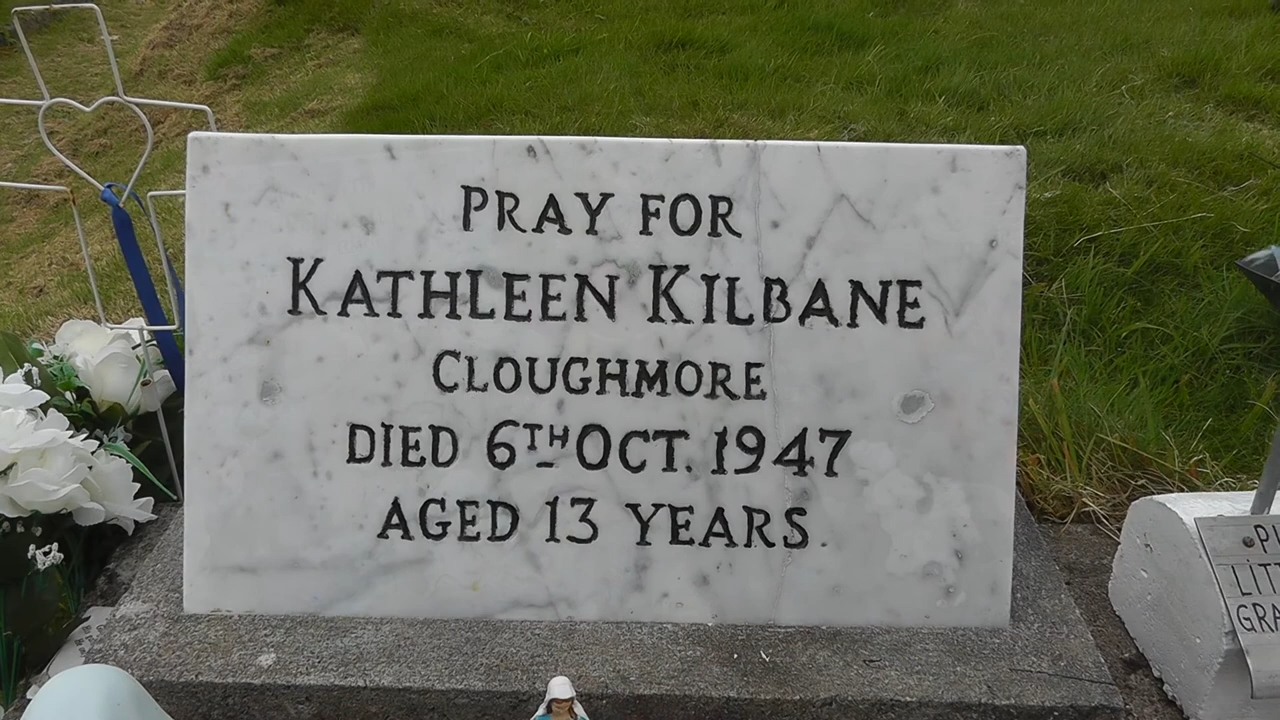 PRAY FOR
KATHLEEN KILBANE
CLOUGHMORE
DIED 6TH OCT. 1947
AGED 13 YEARS.